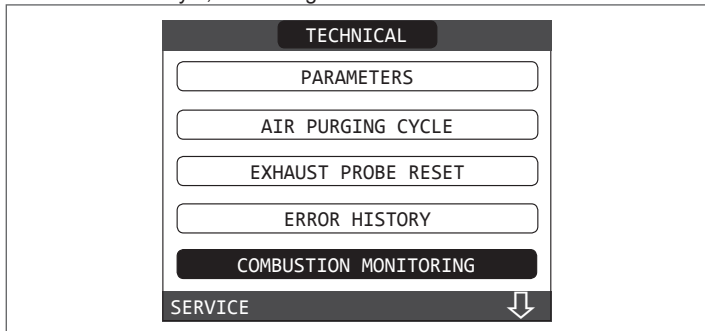 TECHNICAL
PARAMETERS
AIR PURGING CYCLE
EXHAUST PROBE RESET
ERROR HISTORY
COMBUSTION MONITORING
SERVICE